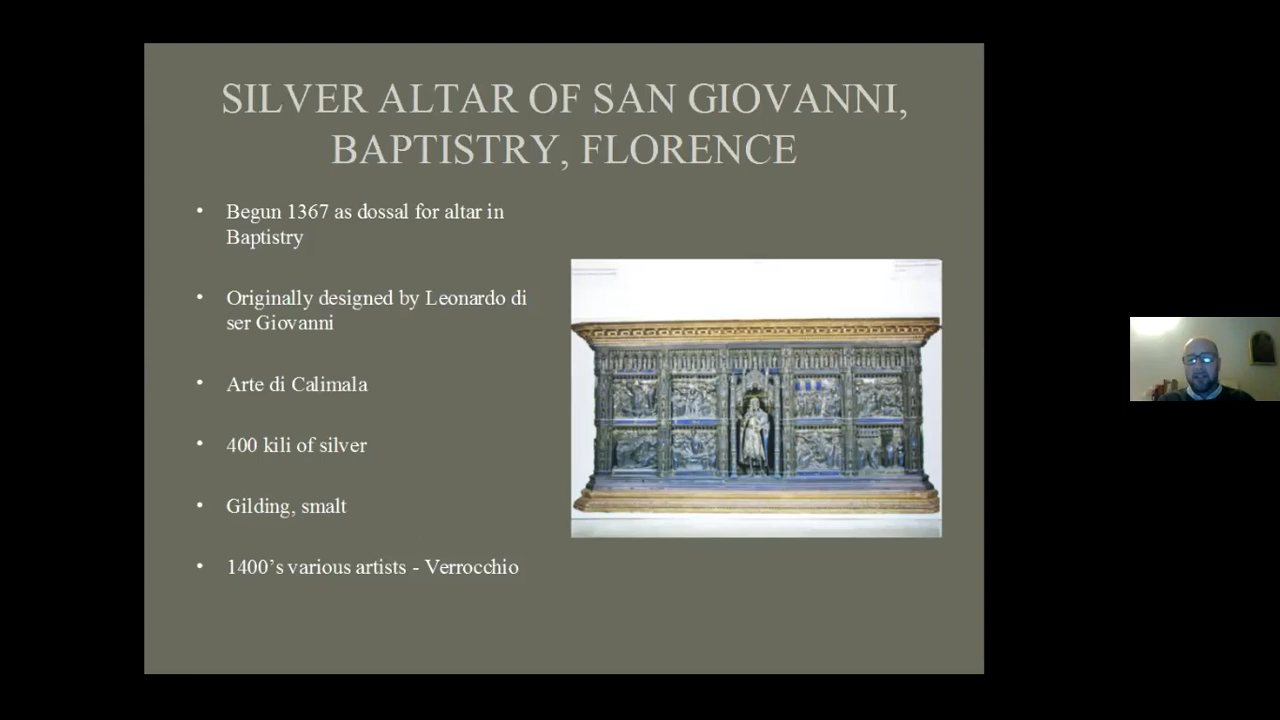 SILVER ALTAR OF SAN GIOVANNI,
BAPTISTRY, FLORENCE
• Begun 1367 as dossal for altar in
Baptistry
• Originally designed by Leonardo di
ser Giovanni
• Arte di Calimala
• 400 kili of silver
• Gilding, smalt
• 1400’s various artists - Verrocchio